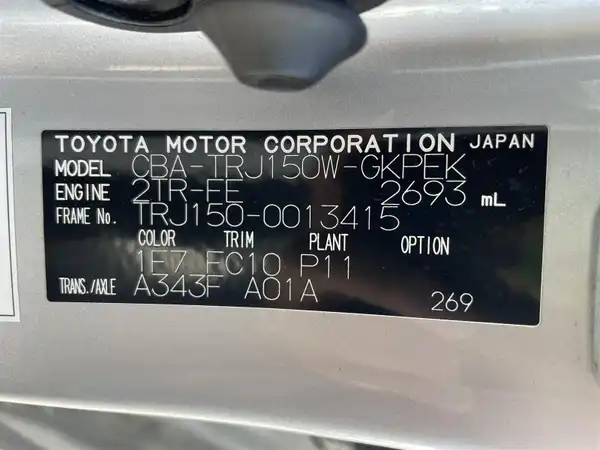 TOYOTA MOTOR CORPORATION JAPAN
MODEL CBA-TRJ150W-GKPEK
ENGINE 2TR-FE 2693 mL
FRAME No. TRJ150-0013415
COLOR TRIM PLANT OPTION
1E7 FC10 P11
TRANS./AXLE A343F A01A
269